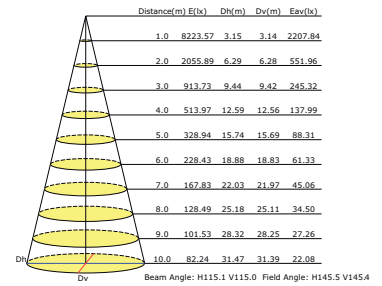 Distance(m) E(lx) Dh(m) Dv(m) Eav(lx)
1.0 8223.57 3.15 3.14 2207.84
2.0 2055.89 6.29 6.28 551.96
3.0 913.73 9.44 9.42 245.32
4.0 513.97 12.59 12.56 137.99
5.0 328.94 15.74 15.69 88.31
6.0 228.43 18.88 18.83 61.33
7.0 167.83 22.03 21.97 45.06
8.0 128.49 25.18 25.11 34.50
9.0 101.53 28.32 28.25 27.26
Dh 10.0 82.24 31.47 31.39 22.08
Dv Beam Angle: H115.1 V115.0 Field Angle: H145.5 V145.4